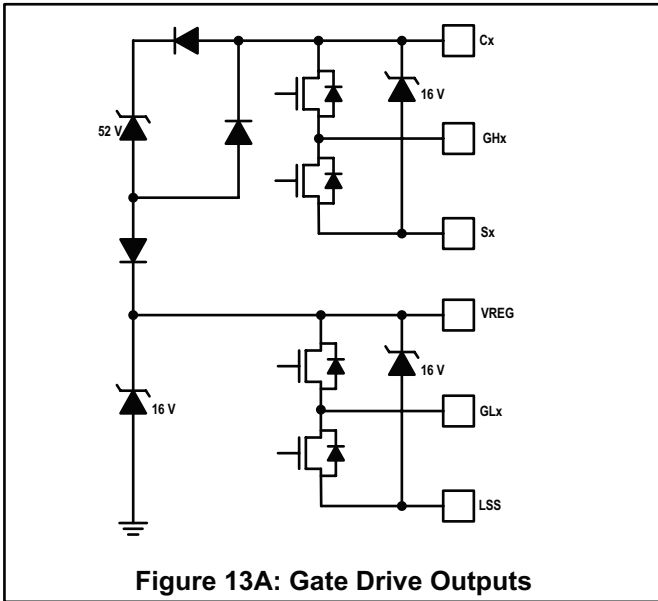 Cx
16 V
52 V
GHx
Sx
VREG
16 V
16 V
GLx
LSS
Figure 13A: Gate Drive Outputs